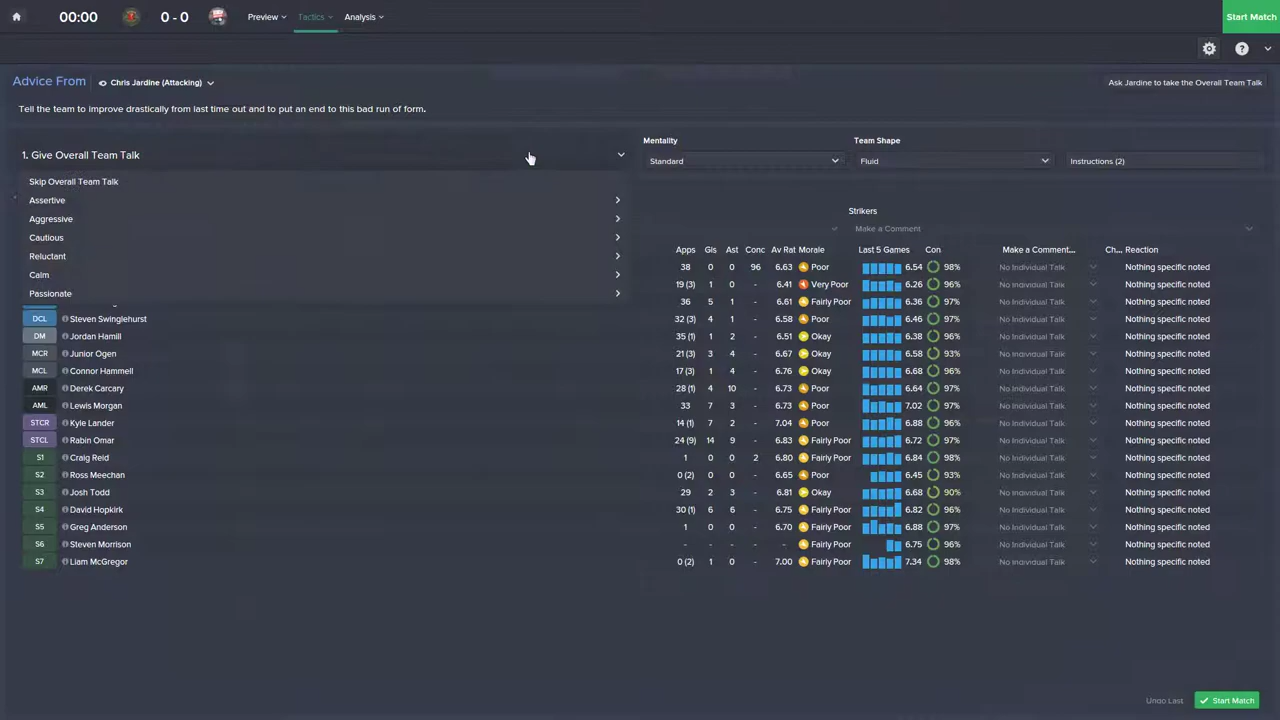 00:00 0 - 0 Preview Tactics Analysis Start Match
Advice From Chris Jardine (Attacking) Ask Jardine to take the Overall Team Talk
Tell the team to improve drastically from last time out and to put an end to this bad run of form.
1. Give Overall Team Talk
Mentality Team Shape
Standard Fluid Instructions (2)
Skip Overall Team Talk
Assertive
Aggressive
Cautious
Reluctant
Calm
Passionate
Strikers
Make a Comment
Apps Gls Ast Conc Av Rat Morale Last 5 Games Con Make a Comment... Ch... Reaction
38 0 0 96 6.63 Poor 6.54 98% No Individual Talk Nothing specific noted
19 (3) 1 0 - 6.41 Very Poor 6.26 96% No Individual Talk Nothing specific noted
36 5 1 - 6.61 Fairly Poor 6.36 97% No Individual Talk Nothing specific noted
DCL Steven Swinglehurst 32 (3) 4 1 - 6.58 Poor 6.46 97% No Individual Talk Nothing specific noted
DM Jordan Hamill 35 (1) 1 2 - 6.51 Okay 6.38 96% No Individual Talk Nothing specific noted
MCR Junior Ogen 21 (3) 3 4 - 6.67 Okay 6.58 93% No Individual Talk Nothing specific noted
MCL Connor Hammell 17 (3) 1 4 - 6.76 Okay 6.68 96% No Individual Talk Nothing specific noted
AMR Derek Carcary 28 (1) 4 10 - 6.73 Poor 6.64 97% No Individual Talk Nothing specific noted
AML Lewis Morgan 33 7 3 - 6.73 Poor 7.02 97% No Individual Talk Nothing specific noted
STCR Kyle Lander 14 (1) 7 2 - 7.04 Poor 6.88 96% No Individual Talk Nothing specific noted
STCL Rabin Omar 24 (9) 14 9 - 6.83 Fairly Poor 6.72 97% No Individual Talk Nothing specific noted
S1 Craig Reid 1 0 0 2 6.80 Fairly Poor 6.84 98% No Individual Talk Nothing specific noted
S2 Ross Meechan 0 (2) 0 0 - 6.65 Poor 6.45 93% No Individual Talk Nothing specific noted
S3 Josh Todd 29 2 3 - 6.81 Okay 6.68 90% No Individual Talk Nothing specific noted
S4 David Hopkirk 30 (1) 6 6 - 6.75 Fairly Poor 6.82 96% No Individual Talk Nothing specific noted
S5 Greg Anderson 1 0 0 - 6.70 Fairly Poor 6.88 97% No Individual Talk Nothing specific noted
S6 Steven Morrison - - - - - Fairly Poor 6.75 96% No Individual Talk Nothing specific noted
S7 Liam McGregor 0 (2) 1 0 - 7.00 Fairly Poor 7.34 98% No Individual Talk Nothing specific noted
Undo Last Start Match